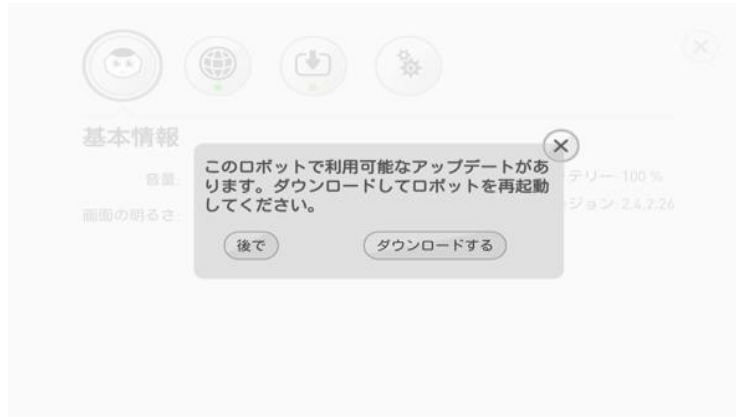 基本情報
このロボットで利用可能なアップデートがあ
ります。ダウンロードしてロボットを再起動
してください。
音量:
テリー: 100 %
画面の明るさ:
ジョン: 2.4.2.26
後で
ダウンロードする